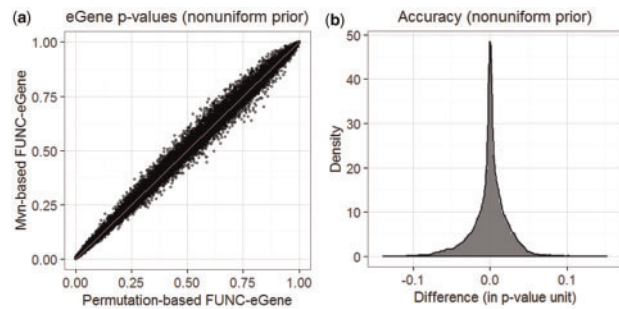 (a) eGene p-values (nonuniform prior)
Mvn-based FUNC-eGene
1.00
0.75
0.50
0.25
0.00
0.00 0.25 0.50 0.75 1.00
Permutation-based FUNC-eGene
(b) Accuracy (nonuniform prior)
Density
50
40
30
20
10
0
-0.1 0.0 0.1
Difference (in p-value unit)